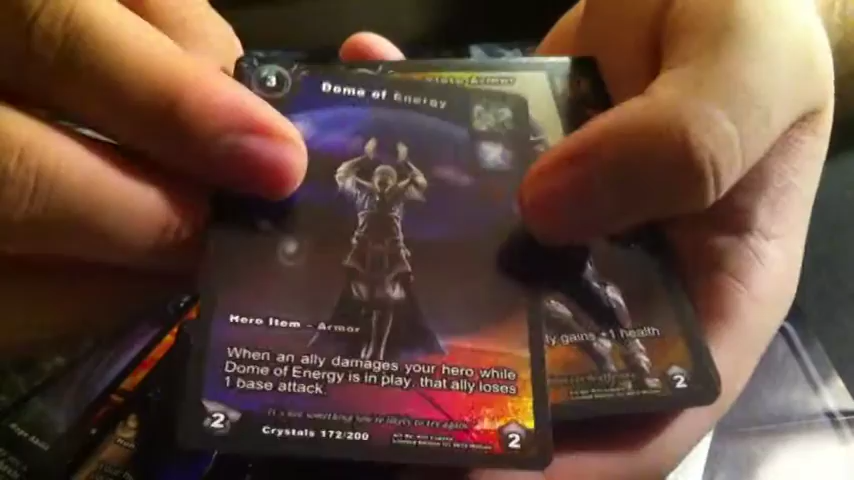 3
Dome of Energy
Hero Item - Armor
When an ally damages your hero while
Dome of Energy is in play, that ally loses
1 base attack.
2
Crystals 172/200
2
Armor
ly gains +1 health
2